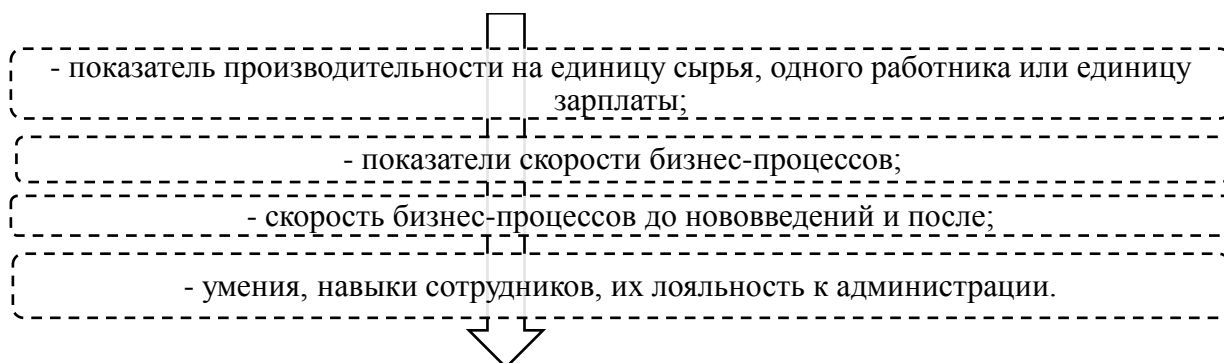 - показатель производительности на единицу сырья, одного работника или единицу
зарплаты;
- показатели скорости бизнес-процессов;
- скорость бизнес-процессов до нововведений и после;
- умения, навыки сотрудников, их лояльность к администрации.